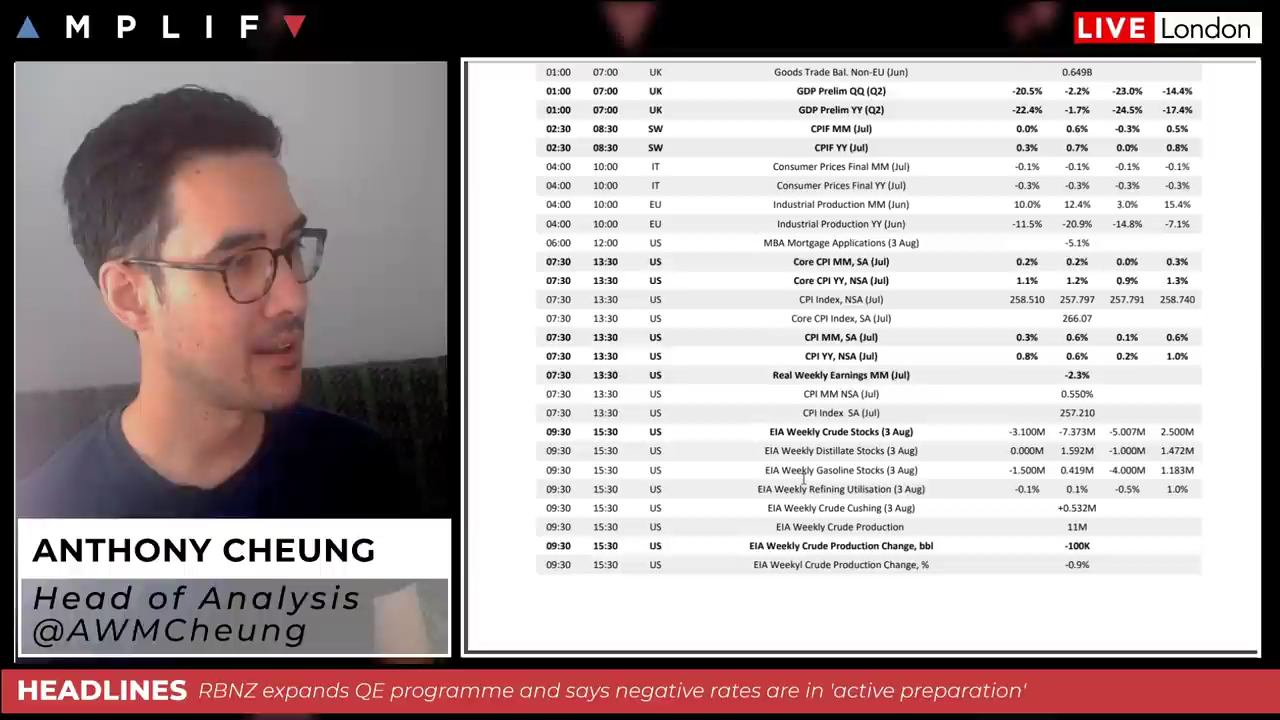 AMPLIFY
LIVE London
01:00 07:00 UK Goods Trade Bal. Non-EU (Jun) 0.649B
01:00 07:00 UK GDP Prelim QQ (Q2) -20.5% -2.2% -23.0% -14.4%
01:00 07:00 UK GDP Prelim YY (Q2) -22.4% -1.7% -24.5% -17.4%
02:30 08:30 SW CPIF MM (Jul) 0.0% 0.6% -0.3% 0.5%
02:30 08:30 SW CPIF YY (Jul) 0.3% 0.7% 0.0% 0.8%
04:00 10:00 IT Consumer Prices Final MM (Jul) -0.1% -0.1% -0.1% -0.1%
04:00 10:00 IT Consumer Prices Final YY (Jul) -0.3% -0.3% -0.3% -0.3%
04:00 10:00 EU Industrial Production MM (Jun) 10.0% 12.4% 3.0% 15.4%
04:00 10:00 EU Industrial Production YY (Jun) -11.5% -20.9% -14.8% -7.1%
06:00 12:00 US MBA Mortgage Applications (3 Aug) -5.1%
07:30 13:30 US Core CPI MM, SA (Jul) 0.2% 0.2% 0.0% 0.3%
07:30 13:30 US Core CPI YY, NSA (Jul) 1.1% 1.2% 0.9% 1.3%
07:30 13:30 US CPI Index, NSA (Jul) 258.510 257.797 257.791 258.740
07:30 13:30 US Core CPI Index, SA (Jul) 266.07
07:30 13:30 US CPI MM, SA (Jul) 0.3% 0.6% 0.1% 0.6%
07:30 13:30 US CPI YY, NSA (Jul) 0.8% 0.6% 0.2% 1.0%
07:30 13:30 US Real Weekly Earnings MM (Jul) -2.3%
07:30 13:30 US CPI MM NSA (Jul) 0.550%
07:30 13:30 US CPI Index SA (Jul) 257.210
09:30 15:30 US EIA Weekly Crude Stocks (3 Aug) -3.100M -7.373M -5.007M 2.500M
09:30 15:30 US EIA Weekly Distillate Stocks (3 Aug) 0.000M 1.592M -1.000M 1.472M
09:30 15:30 US EIA Weekly Gasoline Stocks (3 Aug) -1.500M 0.419M -4.000M 1.183M
09:30 15:30 US EIA Weekly Refining Utilisation (3 Aug) -0.1% 0.1% -0.5% 1.0%
09:30 15:30 US EIA Weekly Crude Cushing (3 Aug) +0.532M
09:30 15:30 US EIA Weekly Crude Production 11M
09:30 15:30 US EIA Weekly Crude Production Change, bbl -100K
09:30 15:30 US EIA Weekyl Crude Production Change, % -0.9%
ANTHONY CHEUNG
Head of Analysis
@AWMCheung
HEADLINES RBNZ expands QE programme and says negative rates are in 'active preparation'